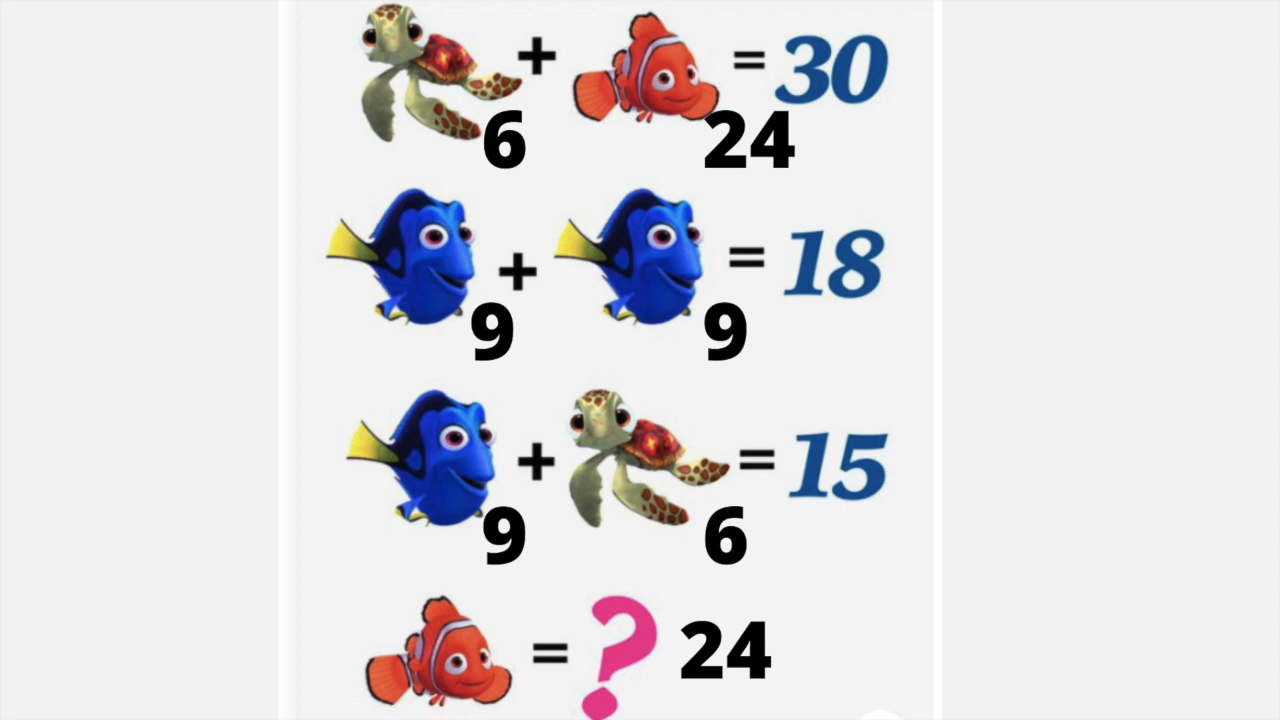 + = 30
6 24
+ = 18
9 9
+ = 15
9 6
= ? 24